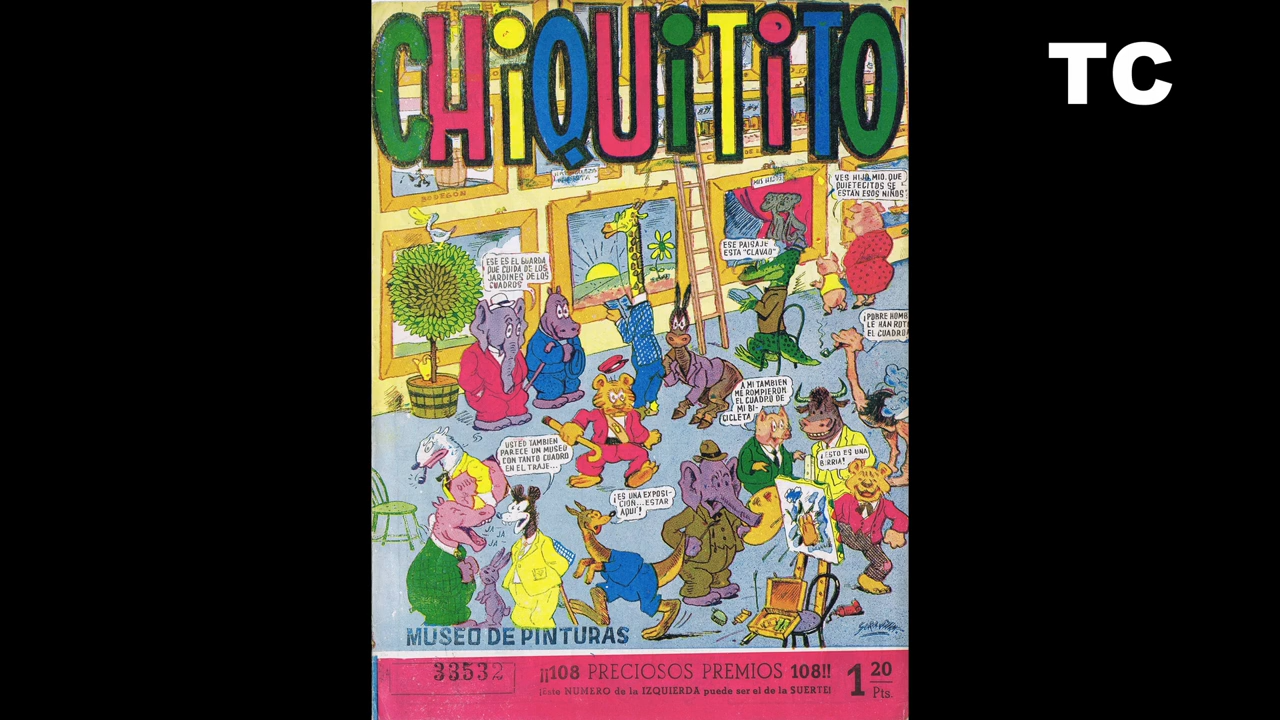 CHiQUiTiTO
TC
BODEGON
MIS HIJOS
VES HIJO MIO, QUE
QUIETECITOS SE
ESTAN ESOS NIÑOS
ESE PAISAJE
ESTA "CLAVAO"
ESE ES EL GUARDA
QUE CUIDA DE LOS
JARDINES DE LOS
CUADROS
¡POBRE HOMB
LE HAN ROT
EL CUADRO
A MI TAMBIEN
ME ROMPIERON
EL CUADRO DE
MI BI-
CICLETA
USTED TAMBIEN
PARECE UN MUSEO
CON TANTO CUADRO
EN EL TRAJE...
¡ESTO ES UNA
BIRRIA!
¡ES UNA EXPOSI-
CIÓN...ESTAR
AQUI!
JA
JA
JA
MUSEO DE PINTURAS
33532
¡¡108 PRECIOSOS PREMIOS 108!!
¡Este NUMERO de la IZQUIERDA puede ser el de la SUERTE!
1 20
Pts.